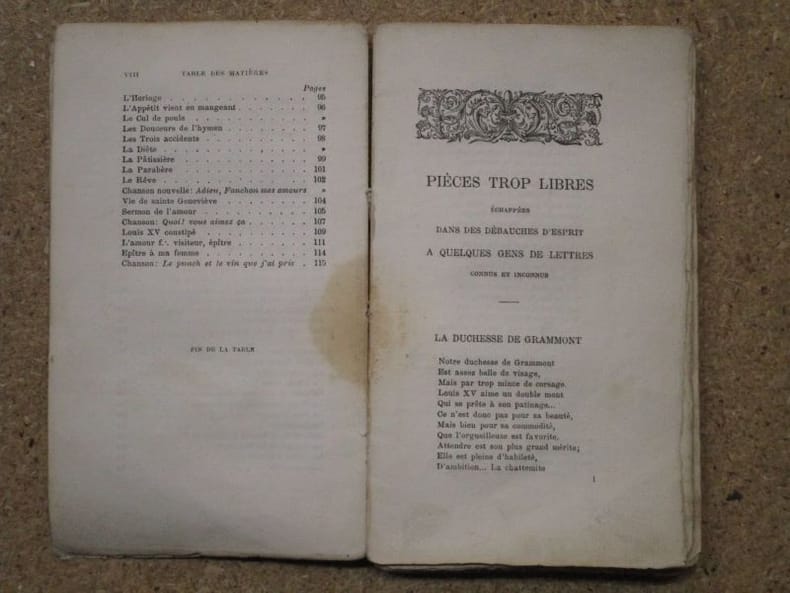 VIII TABLE DES MATIÈRES
Pages
L'Horloge . . . . . . . . . . . . 95
L'Appétit vient en mangeant . . . . . . . 96
Le Cul de poule . . . . . . . . . . »
Les Douceurs de l'hymen . . . . . . . . 97
Les Trois accidents . . . . . . . . . 98
La Diète . . . . . . . . . . . . »
La Pâtissière . . . . . . . . . . . 99
La Parabère . . . . . . . . . . . 101
Le Rêve . . . . . . . . . . . . 102
Chanson nouvelle: Adieu, Fanchon mes amours »
Vie de sainte Geneviève . . . . . . . . 104
Sermon de l'amour . . . . . . . . . 105
Chanson: Quoi! vous aimez ça . . . . . . 107
Louis XV constipé . . . . . . . . . 109
L'amour f∴ visiteur, épître . . . . . . . 111
Epître à ma femme . . . . . . . . . 114
Chanson: Le punch et le vin que j'ai pris . 115
FIN DE LA TABLE
PIÈCES TROP LIBRES
ÉCHAPPÉES
DANS DES DÉBAUCHES D'ESPRIT
A QUELQUES GENS DE LETTRES
CONNUS ET INCONNUS
LA DUCHESSE DE GRAMMONT
Notre duchesse de Grammont
Est assez belle de visage,
Mais par trop mince de corsage.
Louis XV aime un double mont
Qui se prête à son patinage...
Ce n'est donc pas pour sa beauté,
Mais bien pour sa commodité,
Que l'orgueilleuse est favorite.
Attendre est son plus grand mérite;
Elle est pleine d'habileté,
D'ambition... La chattemite
1